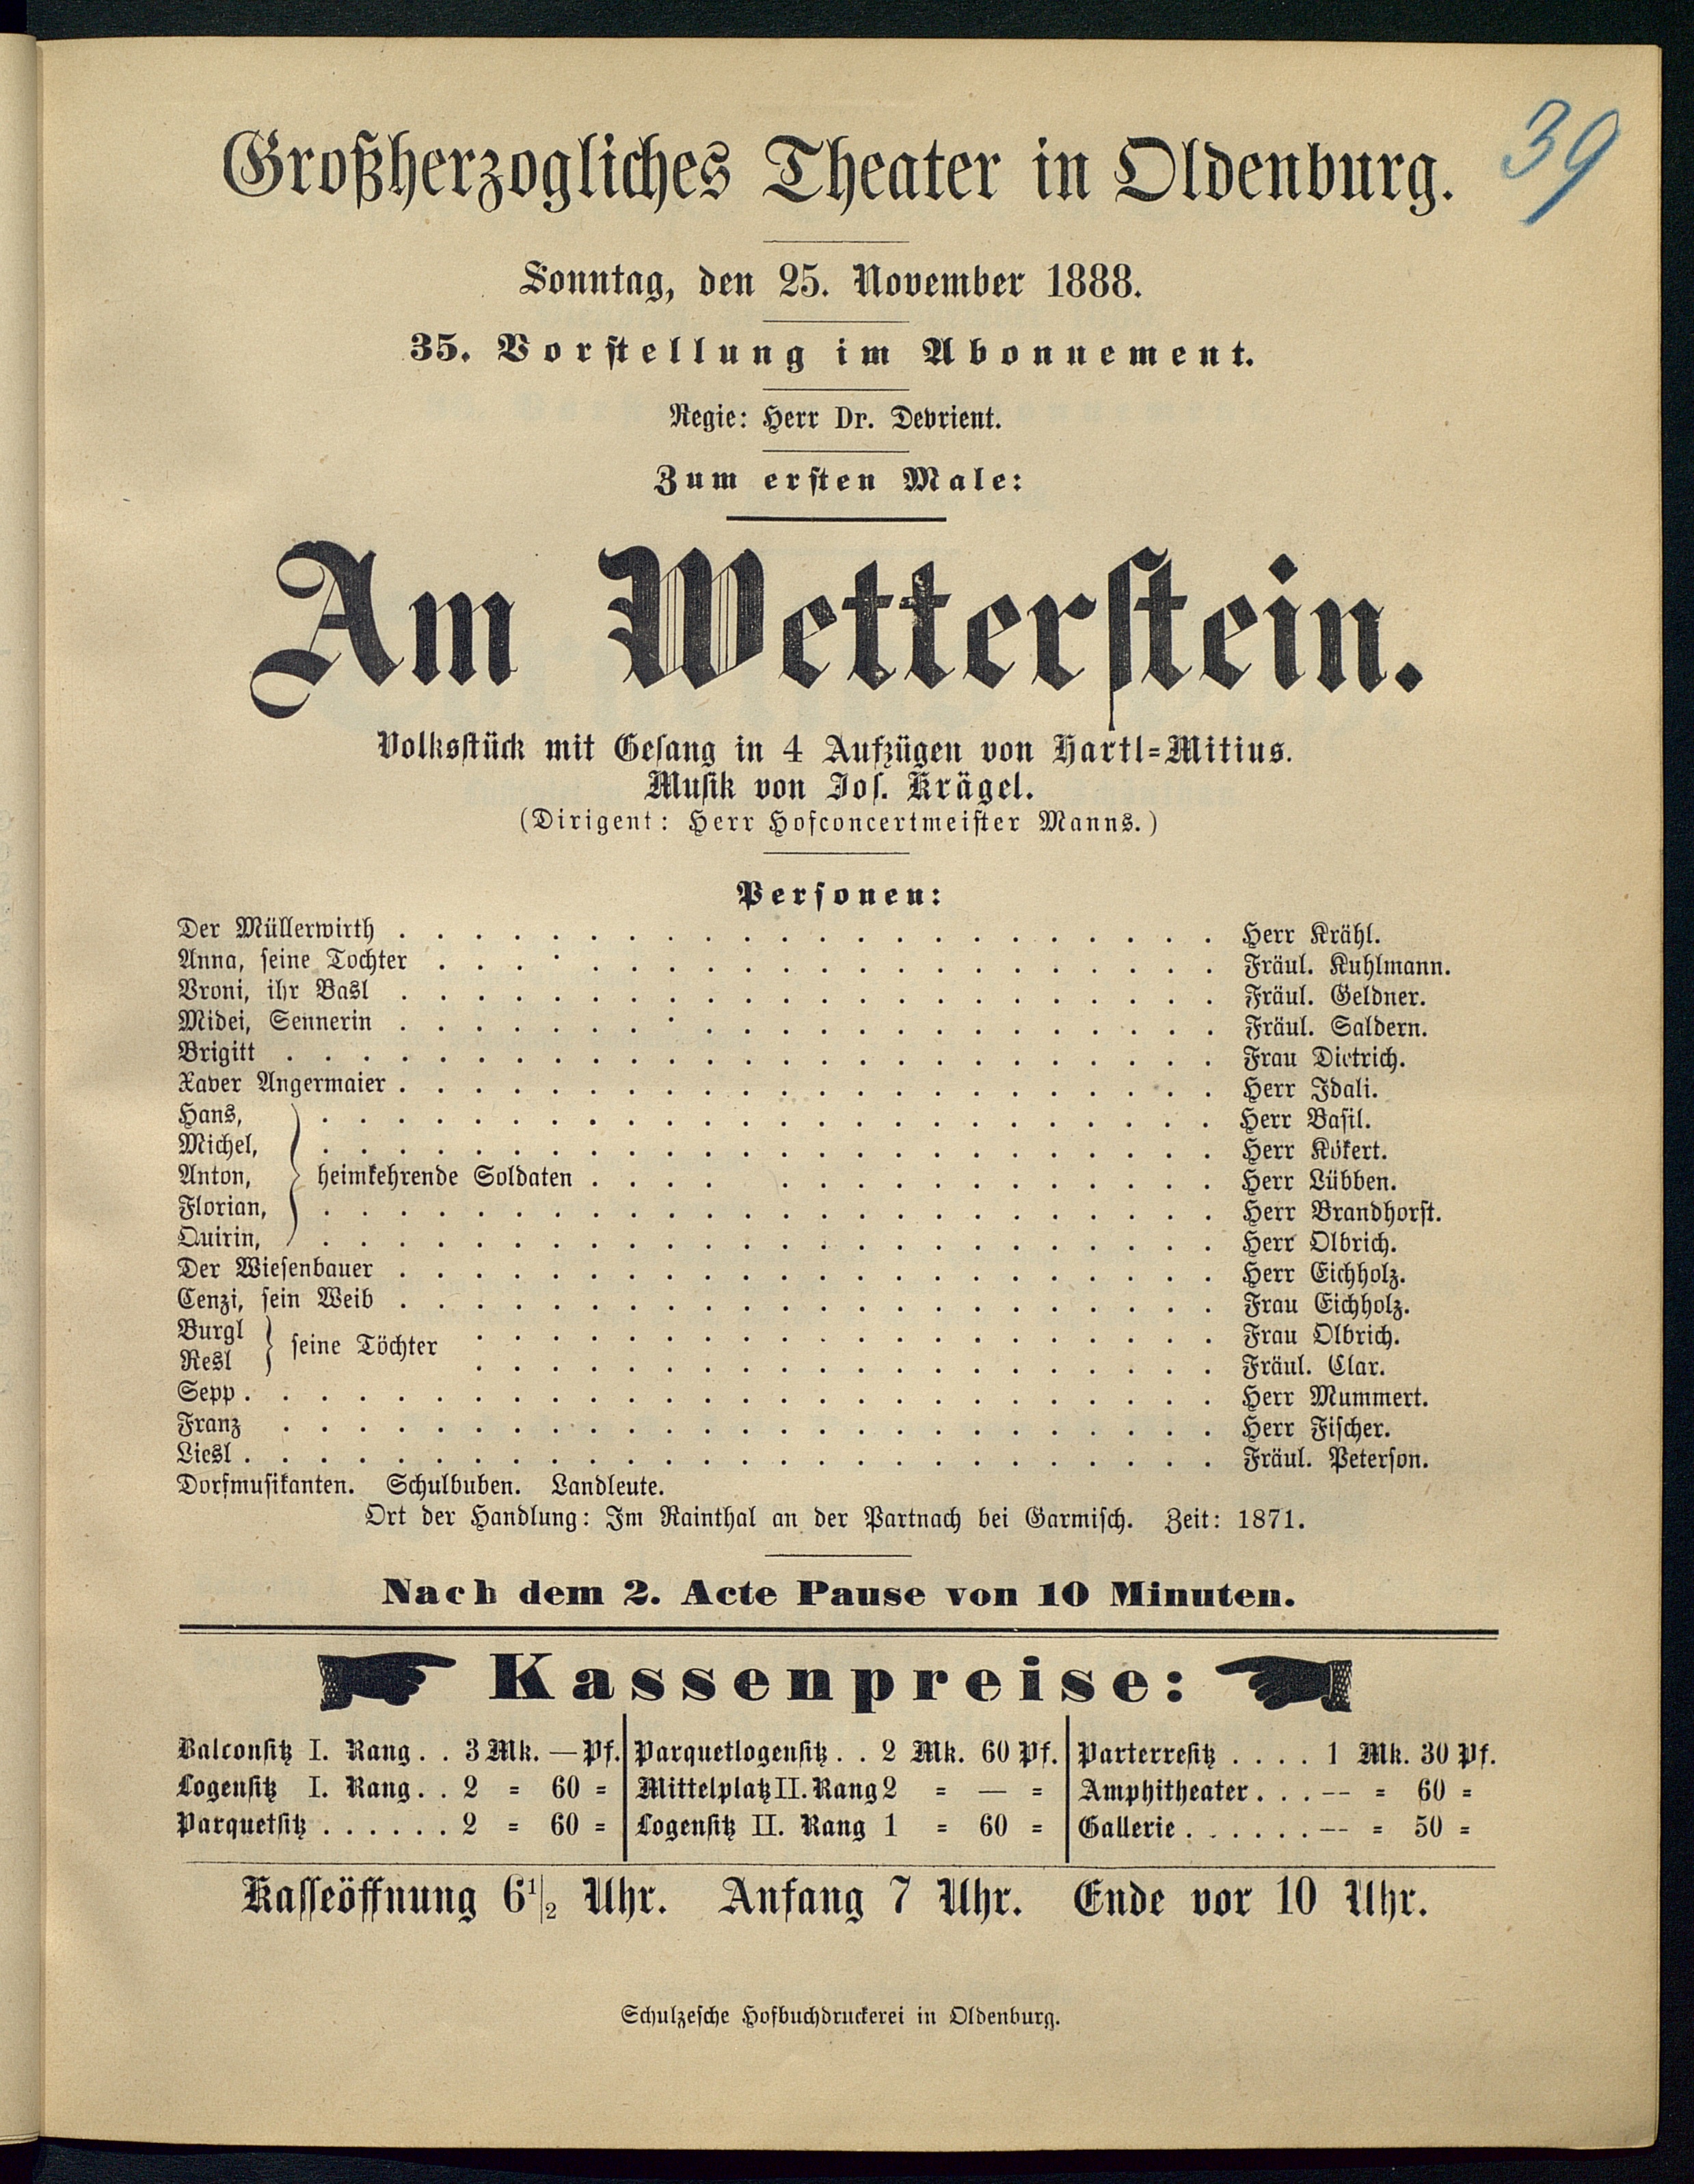 39
Großherzogliches Theater in Oldenburg.
Sonntag, den 25. November 1888.
35. Vorstellung im Abonnement.
Regie: Herr Dr. Devrient.
Zum ersten Male:
Am Wetterstein.
Volksstück mit Gesang in 4 Aufzügen von Hartl=Mitius.
Musik von Jos. Krägel.
(Dirigent: Herr Hofconcertmeister Manns.)
Personen:
Der Müllerwirth . . . Herr Krähl.
Anna, seine Tochter . . . Fräul. Kuhlmann.
Vroni, ihr Basl . . . Fräul. Geldner.
Midei, Sennerin . . . Fräul. Saldern.
Brigitt . . . Frau Dietrich.
Xaver Angermaier . . . Herr Idali.
Hans, . . . Herr Basil.
Michel, . . . Herr Kökert.
Anton, } heimkehrende Soldaten . . . Herr Lübben.
Florian, . . . Herr Brandhorst.
Quirin, . . . Herr Olbrich.
Der Wiesenbauer . . . Herr Eichholz.
Cenzi, sein Weib . . . Frau Eichholz.
Burgl } seine Töchter . . . Frau Olbrich.
Resl . . . Fräul. Clar.
Sepp . . . Herr Mummert.
Franz . . . Herr Fischer.
Liesl . . . Fräul. Peterson.
Dorfmusikanten. Schulbuben. Landleute.
Ort der Handlung: Im Rainthal an der Partnach bei Garmisch. Zeit: 1871.
Nach dem 2. Acte Pause von 10 Minuten.
Kassenpreise:
Balconsitz I. Rang . . 3 Mk. — Pf. | Parquetlogensitz . . 2 Mk. 60 Pf. | Parterresitz . . . . 1 Mk. 30 Pf.
Logensitz I. Rang . . 2 = 60 = | Mittelplatz II. Rang 2 = — = | Amphitheater . . . -- = 60 =
Parquetsitz . . . . . . 2 = 60 = | Logensitz II. Rang 1 = 60 = | Gallerie . . . . . . -- = 50 =
Kasseöffnung 6 1/2 Uhr. Anfang 7 Uhr. Ende vor 10 Uhr.
Schulzesche Hofbuchdruckerei in Oldenburg.